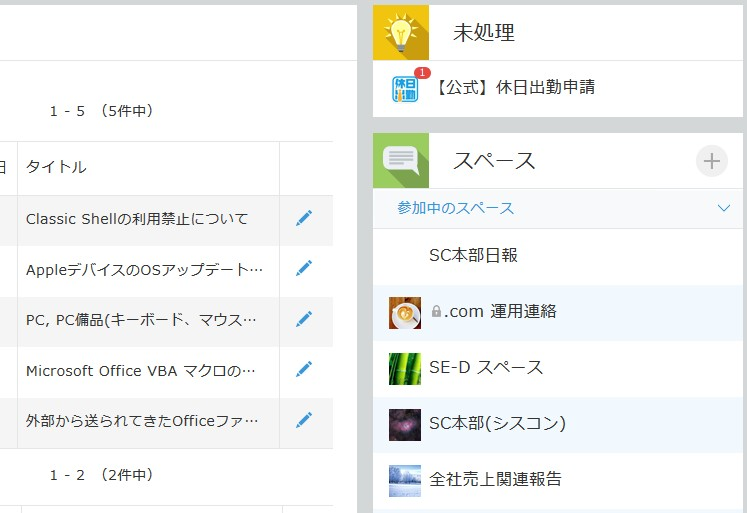 1 - 5 （5件中）
日 タイトル
Classic Shellの利用禁止について
AppleデバイスのOSアップデート…
PC, PC備品(キーボード、マウス…
Microsoft Office VBA マクロの…
外部から送られてきたOfficeファ…
1 - 2 （2件中）
未処理
1
休日
出勤
【公式】休日出勤申請
スペース
参加中のスペース
SC本部日報
.com 運用連絡
SE-D スペース
SC本部(シスコン)
全社売上関連報告